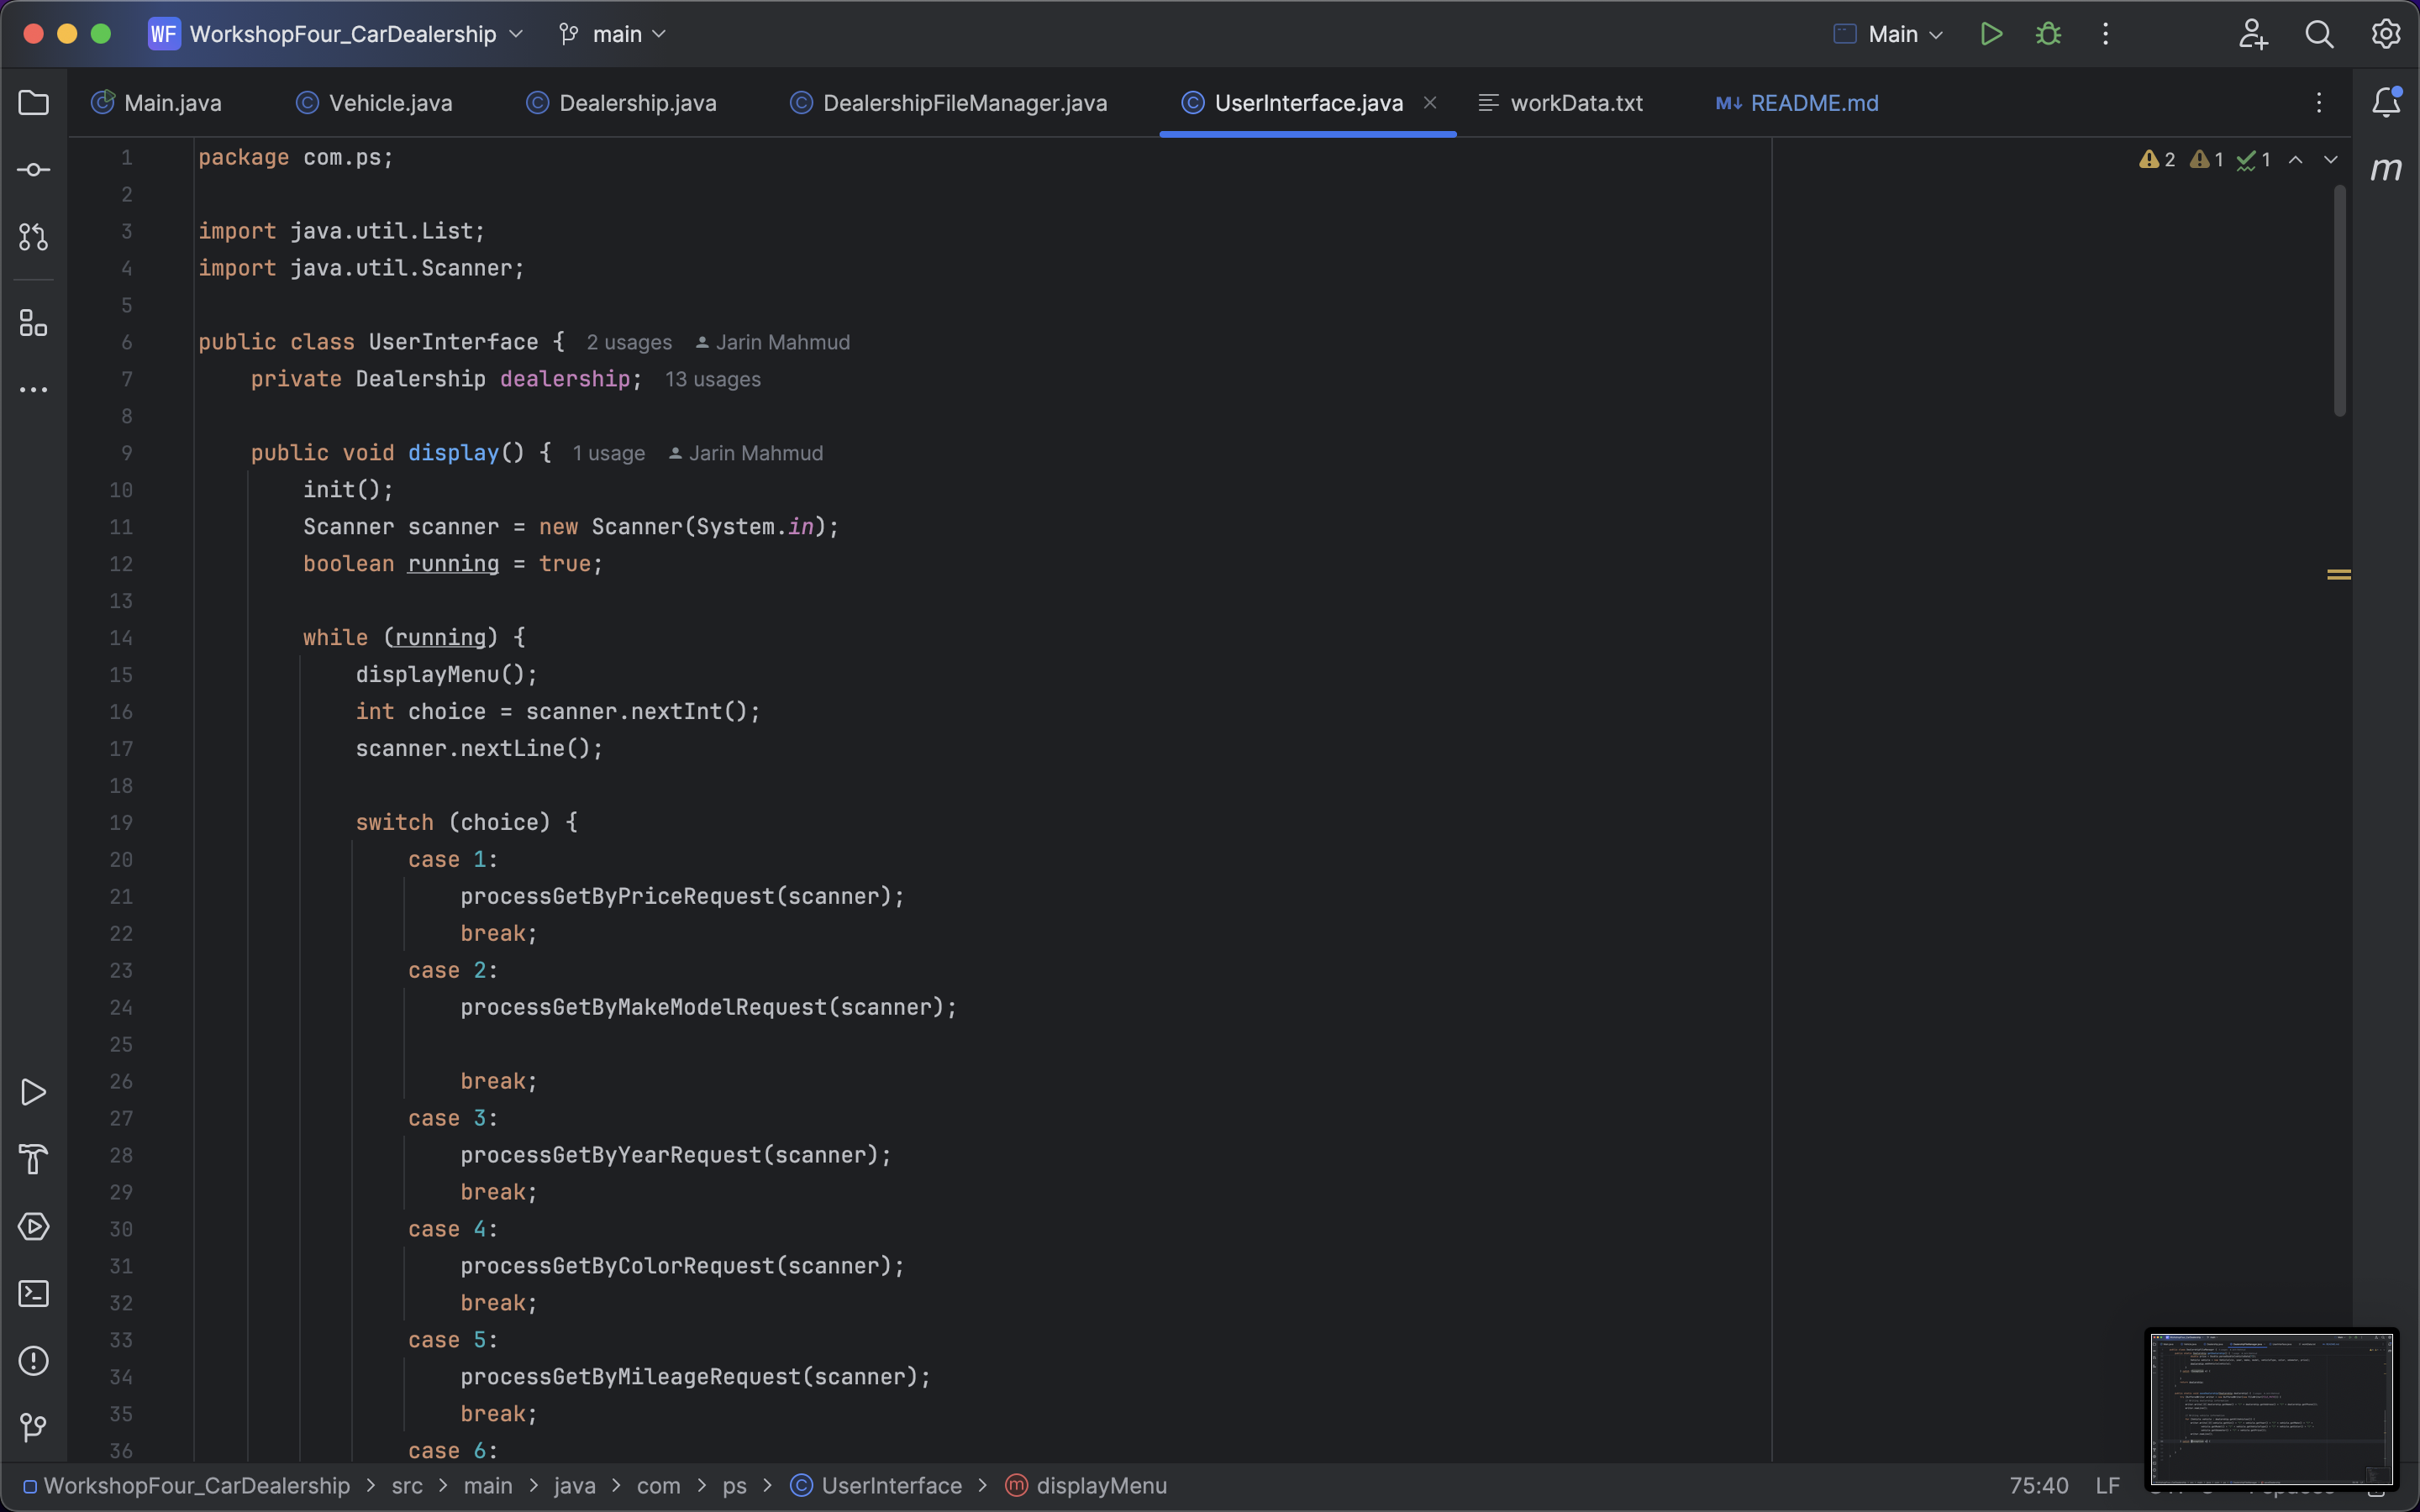 WF WorkshopFour_CarDealership main Main
Main.java Vehicle.java Dealership.java DealershipFileManager.java UserInterface.java workData.txt M↓ README.md
2 1 1
m
1 package com.ps;
2
3 import java.util.List;
4 import java.util.Scanner;
5
6 public class UserInterface { 2 usages Jarin Mahmud
7 private Dealership dealership; 13 usages
8
9 public void display() { 1 usage Jarin Mahmud
10 init();
11 Scanner scanner = new Scanner(System.in);
12 boolean running = true;
13
14 while (running) {
15 displayMenu();
16 int choice = scanner.nextInt();
17 scanner.nextLine();
18
19 switch (choice) {
20 case 1:
21 processGetByPriceRequest(scanner);
22 break;
23 case 2:
24 processGetByMakeModelRequest(scanner);
25
26 break;
27 case 3:
28 processGetByYearRequest(scanner);
29 break;
30 case 4:
31 processGetByColorRequest(scanner);
32 break;
33 case 5:
34 processGetByMileageRequest(scanner);
35 break;
36 case 6:
WorkshopFour_CarDealership > src > main > java > com > ps > UserInterface > displayMenu 75:40 LF